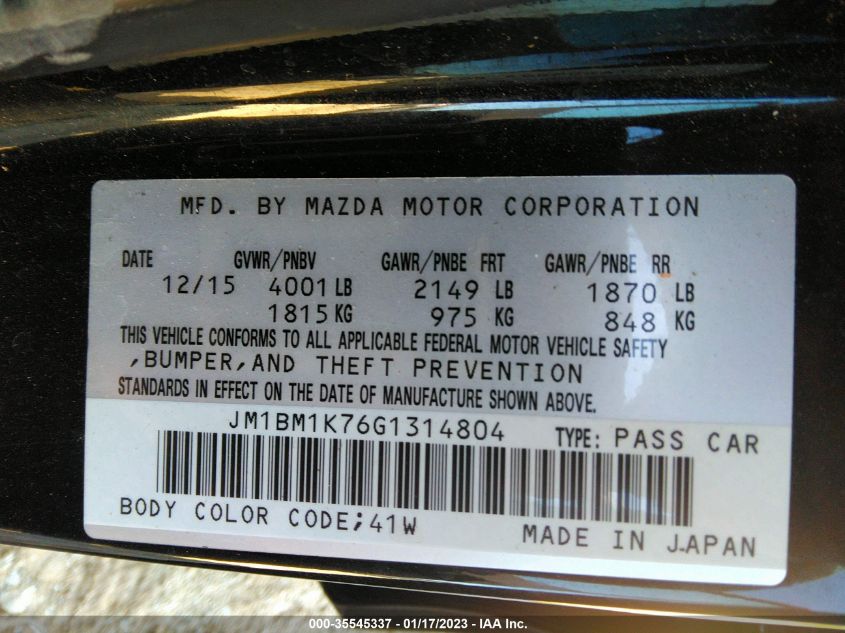 MFD. BY MAZDA MOTOR CORPORATION
DATE GVWR/PNBV GAWR/PNBE FRT GAWR/PNBE RR
12/15 4001 LB 2149 LB 1870 LB
1815 KG 975 KG 848 KG
THIS VEHICLE CONFORMS TO ALL APPLICABLE FEDERAL MOTOR VEHICLE SAFETY
,BUMPER,AND THEFT PREVENTION
STANDARDS IN EFFECT ON THE DATE OF MANUFACTURE SHOWN ABOVE.
JM1BM1K76G1314804 TYPE: PASS CAR
BODY COLOR CODE;41W MADE IN JAPAN
000-35545337 - 01/17/2023 - IAA Inc.